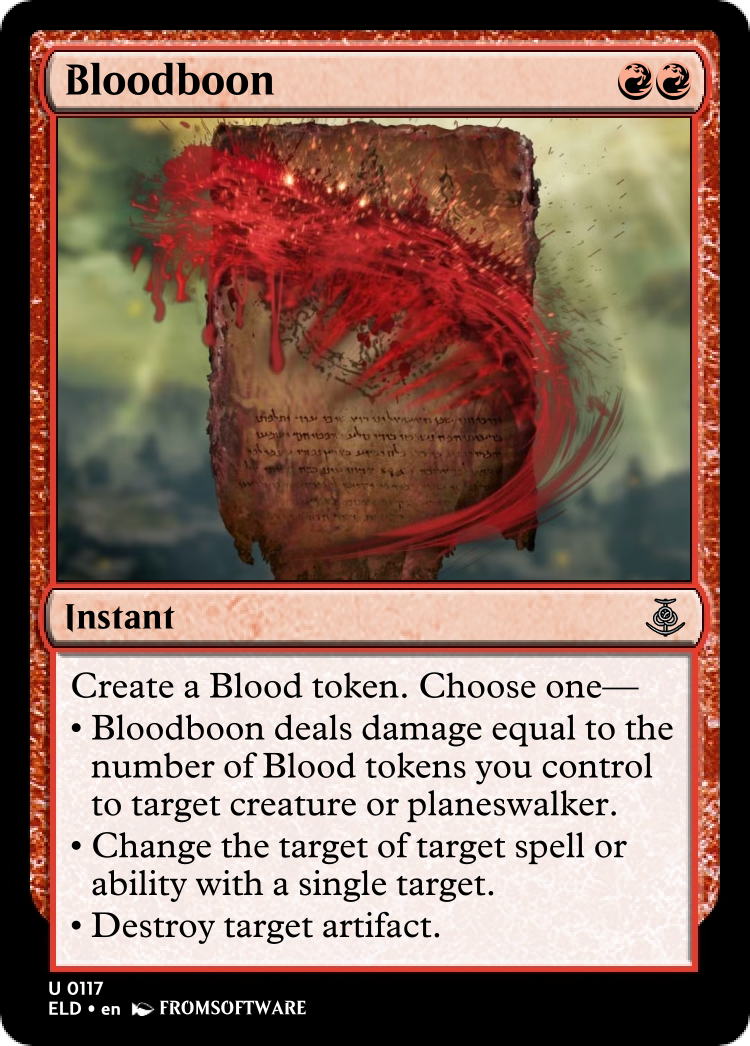 Bloodboon
Instant
Create a Blood token. Choose one—
• Bloodboon deals damage equal to the
number of Blood tokens you control
to target creature or planeswalker.
• Change the target of target spell or
ability with a single target.
• Destroy target artifact.
U 0117
ELD • en FROMSOFTWARE